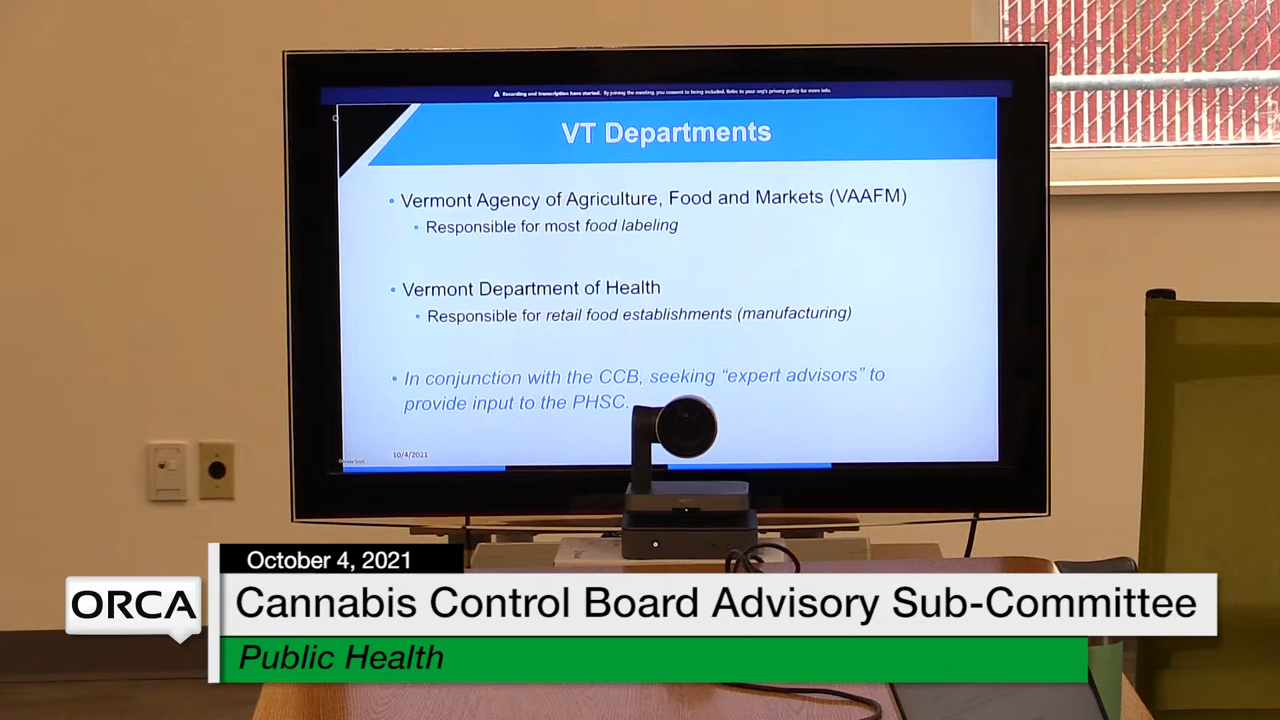 Recording and transcription have started. By joining the meeting, you consent to being included. Refer to your org's privacy policy for more info.
VT Departments
• Vermont Agency of Agriculture, Food and Markets (VAAFM)
• Responsible for most food labeling
• Vermont Department of Health
• Responsible for retail food establishments (manufacturing)
• In conjunction with the CCB, seeking “expert advisors” to
provide input to the PHSC.
10/4/2021
October 4, 2021
ORCA
Cannabis Control Board Advisory Sub-Committee
Public Health